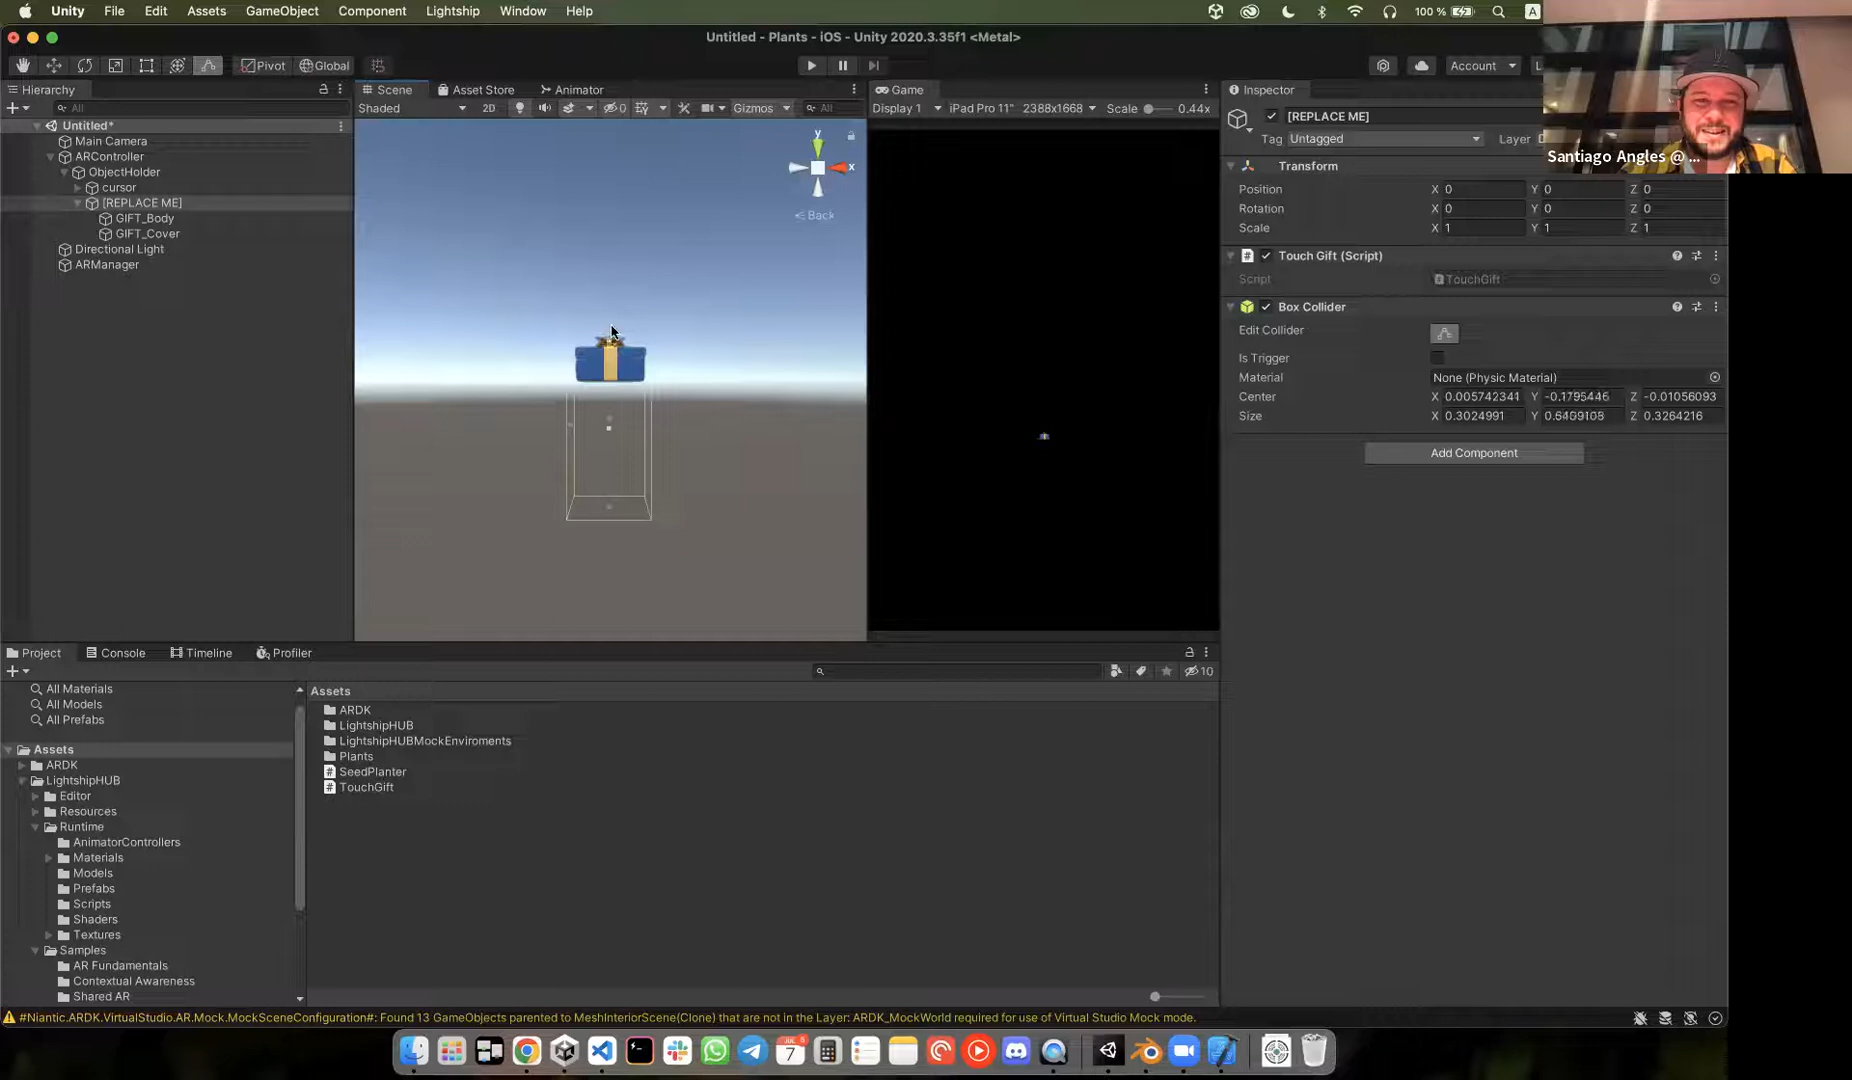 Unity File Edit Assets GameObject Component Lightship Window Help 100 % A
Untitled - Plants - iOS - Unity 2020.3.35f1 <Metal>
Pivot Global Account L
Hierarchy
All
Untitled*
Main Camera
ARController
ObjectHolder
cursor
[REPLACE ME]
GIFT_Body
GIFT_Cover
Directional Light
ARManager
Scene Asset Store Animator
Shaded 2D 0 Gizmos All
y
x
Back
Game
Display 1 iPad Pro 11" 2388x1668 Scale 0.44x
Inspector
[REPLACE ME]
Tag Untagged Layer D
Transform
Position X 0 Y 0 Z 0
Rotation X 0 Y 0 Z 0
Scale X 1 Y 1 Z 1
Touch Gift (Script)
Script TouchGift
Box Collider
Edit Collider
Is Trigger
Material None (Physic Material)
Center X 0.005742341 Y -0.1795446 Z -0.01056093
Size X 0.3024991 Y 0.6409108 Z 0.3264216
Add Component
Santiago Angles @ ...
Project Console Timeline Profiler
10
All Materials
All Models
All Prefabs
Assets
ARDK
LightshipHUB
Editor
Resources
Runtime
AnimatorControllers
Materials
Models
Prefabs
Scripts
Shaders
Textures
Samples
AR Fundamentals
Contextual Awareness
Shared AR
Assets
ARDK
LightshipHUB
LightshipHUBMockEnviroments
Plants
SeedPlanter
TouchGift
#Niantic.ARDK.VirtualStudio.AR.Mock.MockSceneConfiguration#: Found 13 GameObjects parented to MeshInteriorScene(Clone) that are not in the Layer: ARDK_MockWorld required for use of Virtual Studio Mock mode.
7